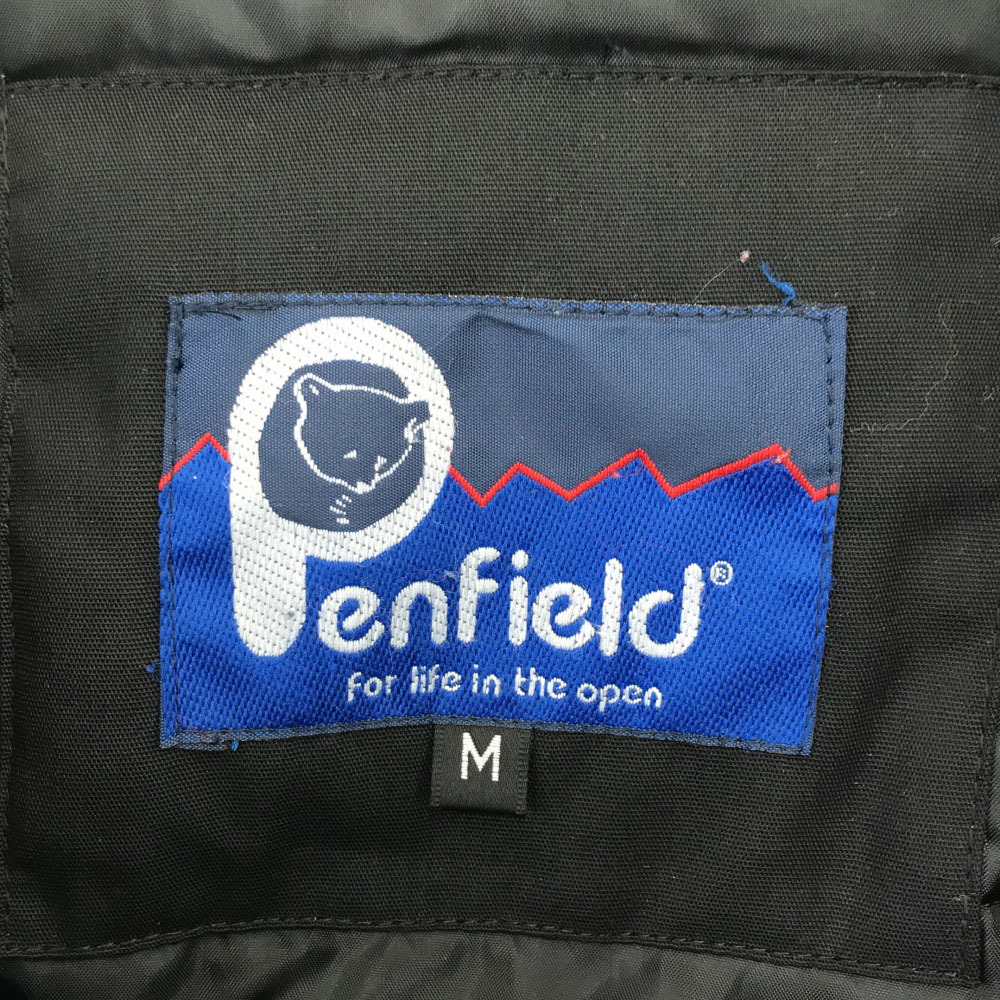 Penfield®
For life in the open
M